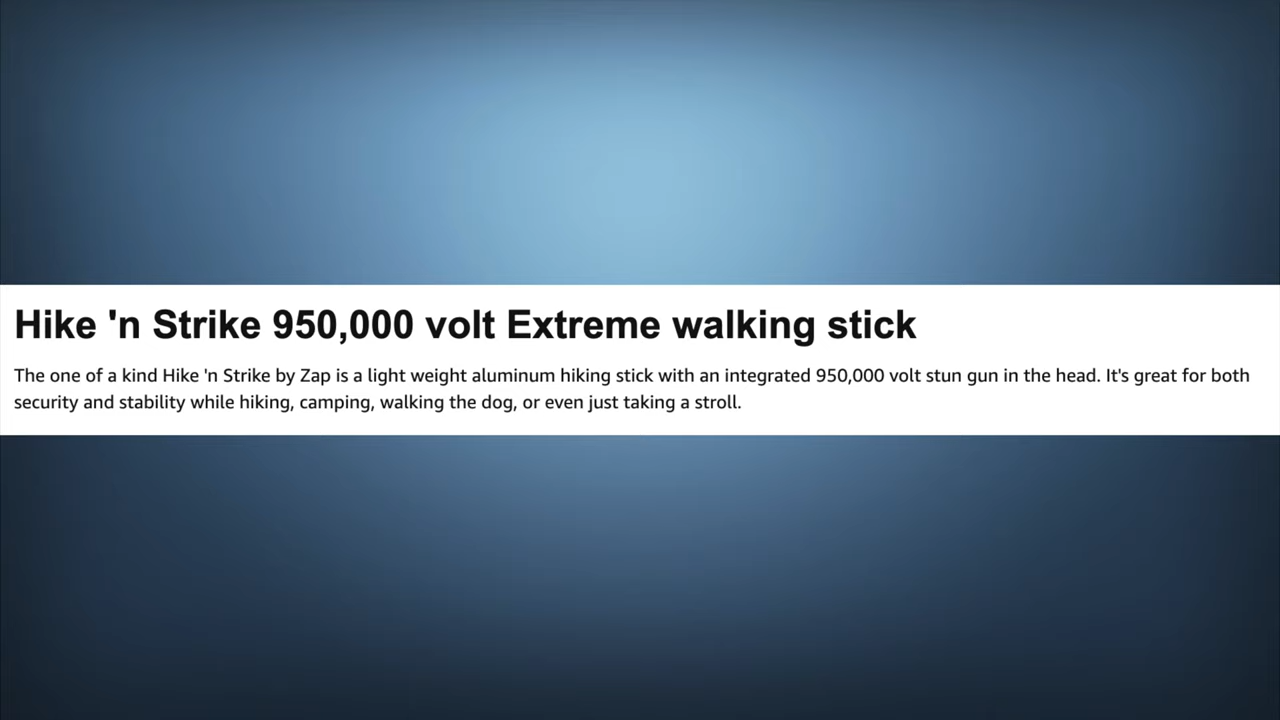 Hike 'n Strike 950,000 volt Extreme walking stick
The one of a kind Hike 'n Strike by Zap is a light weight aluminum hiking stick with an integrated 950,000 volt stun gun in the head. It's great for both
security and stability while hiking, camping, walking the dog, or even just taking a stroll.